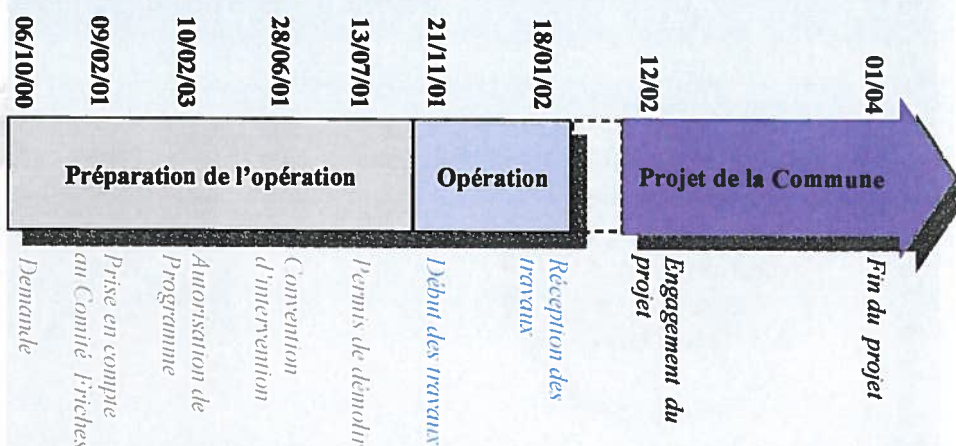 06/10/00
09/02/01
10/02/03
28/06/01
13/07/01
21/11/01
18/01/02
12/02
01/04
Préparation de l'opération
Opération
Projet de la Commune
Demande
Prise en compte
au Comité Friches
Autorisation de
Programme
Convention
d'intervention
Permis de démolir
Début des travaux
Réception des
travaux
Engagement du
projet
Fin du projet